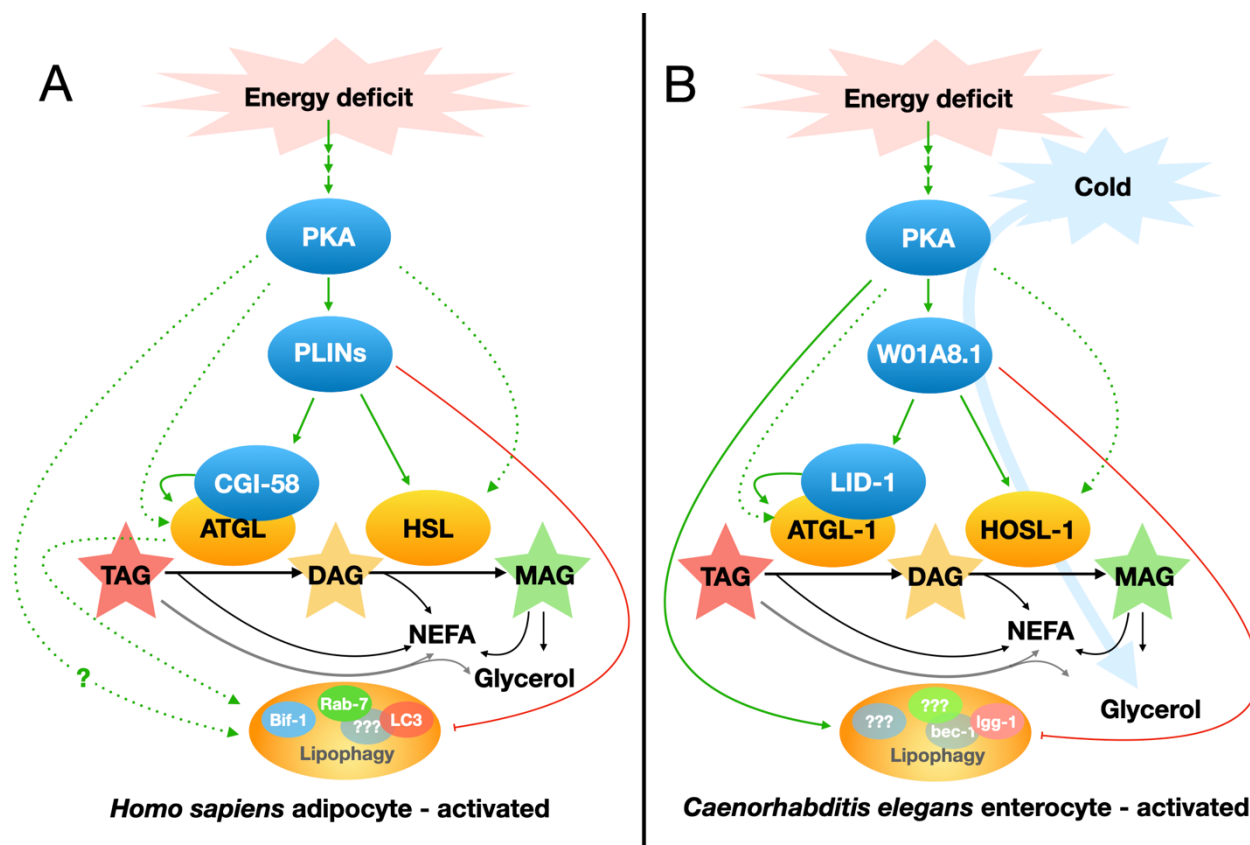 A
Energy deficit
PKA
PLINs
CGI-58
ATGL
HSL
TAG
DAG
MAG
NEFA
Glycerol
?
Rab-7
Bif-1
???
LC3
Lipophagy
Homo sapiens adipocyte - activated
B
Energy deficit
Cold
PKA
W01A8.1
LID-1
ATGL-1
HOSL-1
TAG
DAG
MAG
NEFA
Glycerol
???
???
bec-1
lgg-1
Lipophagy
Caenorhabditis elegans enterocyte - activated